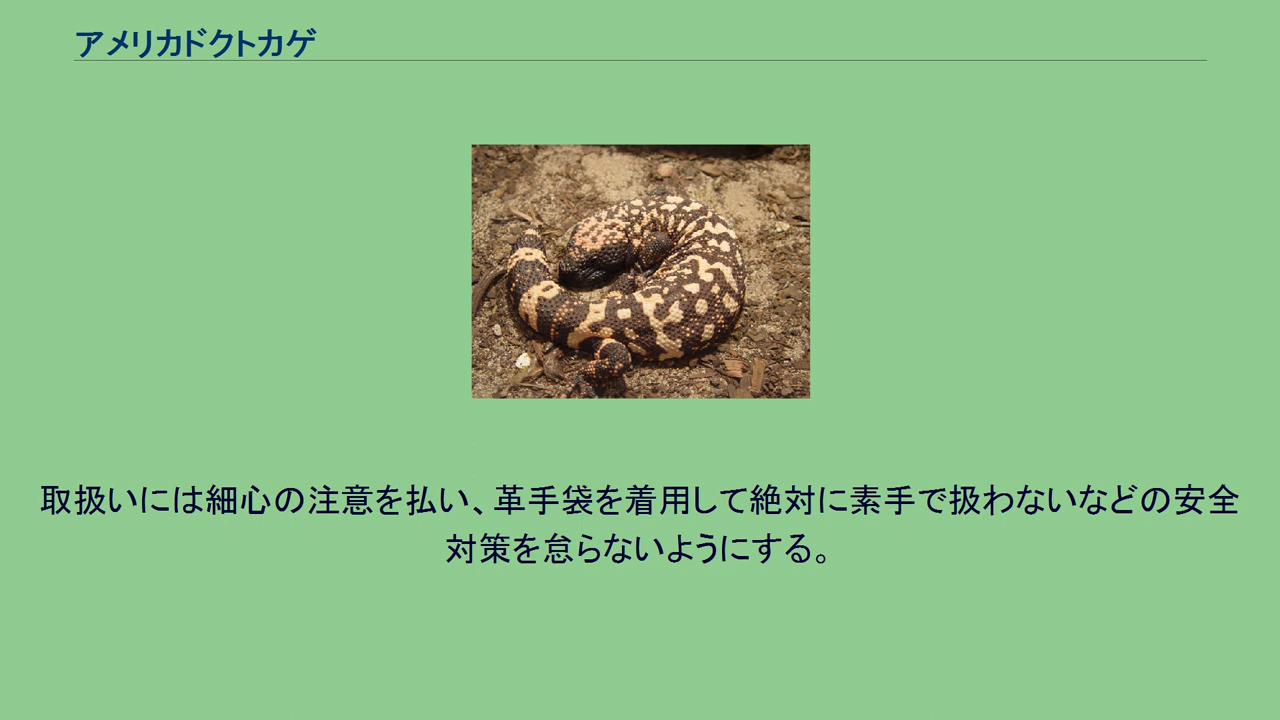 アメリカドクトカゲ
取扱いには細心の注意を払い、革手袋を着用して絶対に素手で扱わないなどの安全
対策を怠らないようにする。